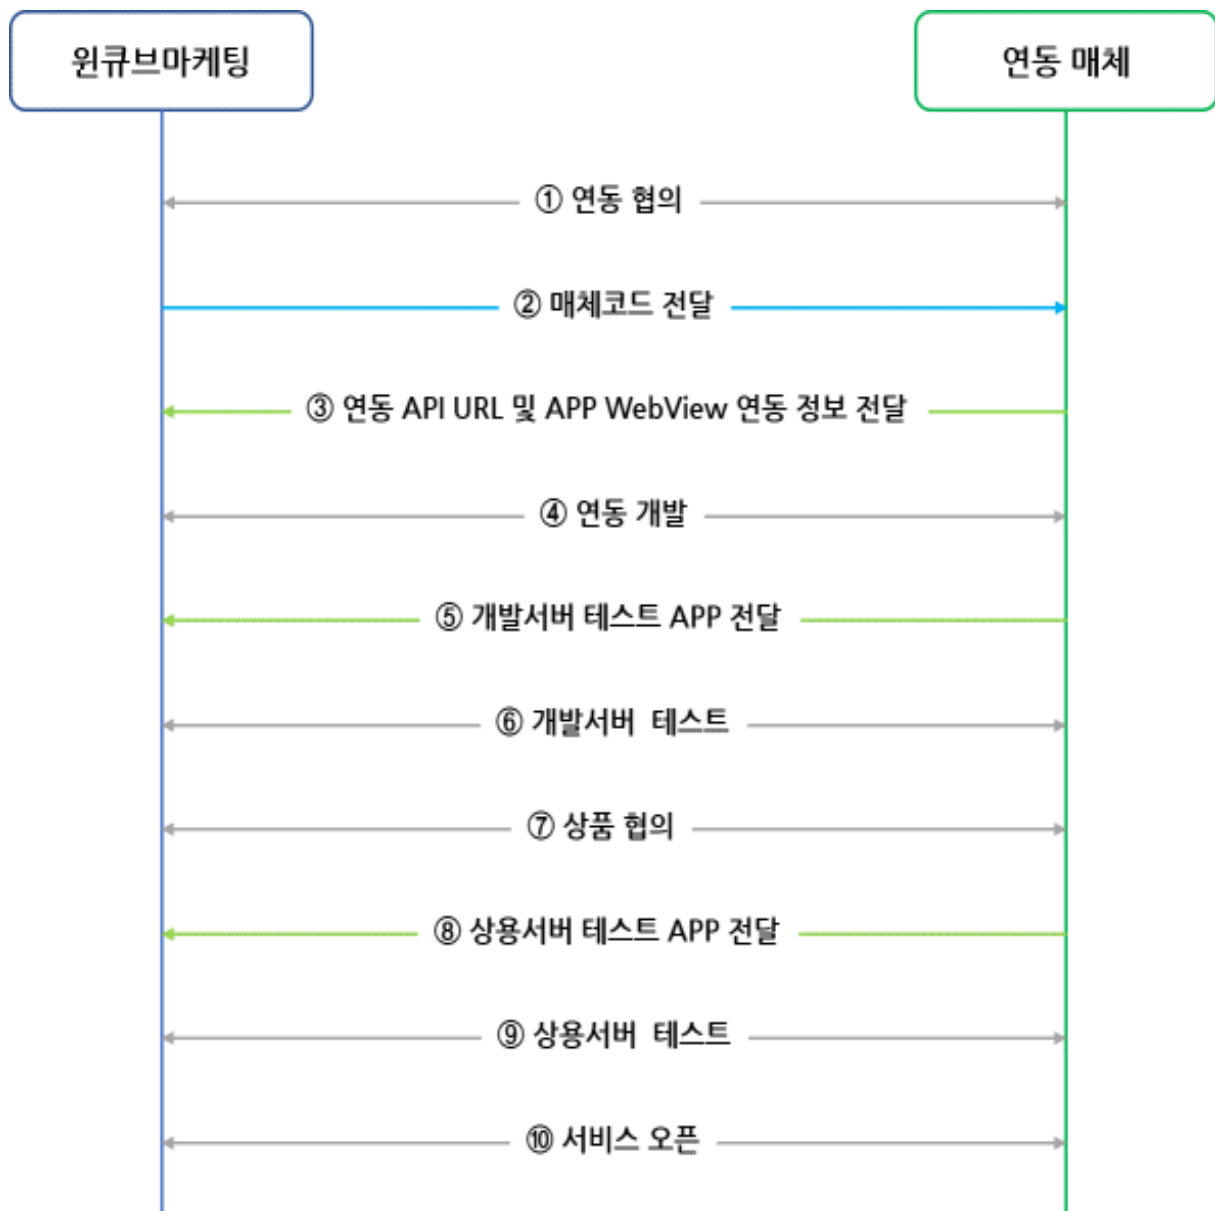 윈큐브마케팅
연동 매체
① 연동 협의
② 매체코드 전달
③ 연동 API URL 및 APP WebView 연동 정보 전달
④ 연동 개발
⑤ 개발서버 테스트 APP 전달
⑥ 개발서버 테스트
⑦ 상품 협의
⑧ 상용서버 테스트 APP 전달
⑨ 상용서버 테스트
⑩ 서비스 오픈